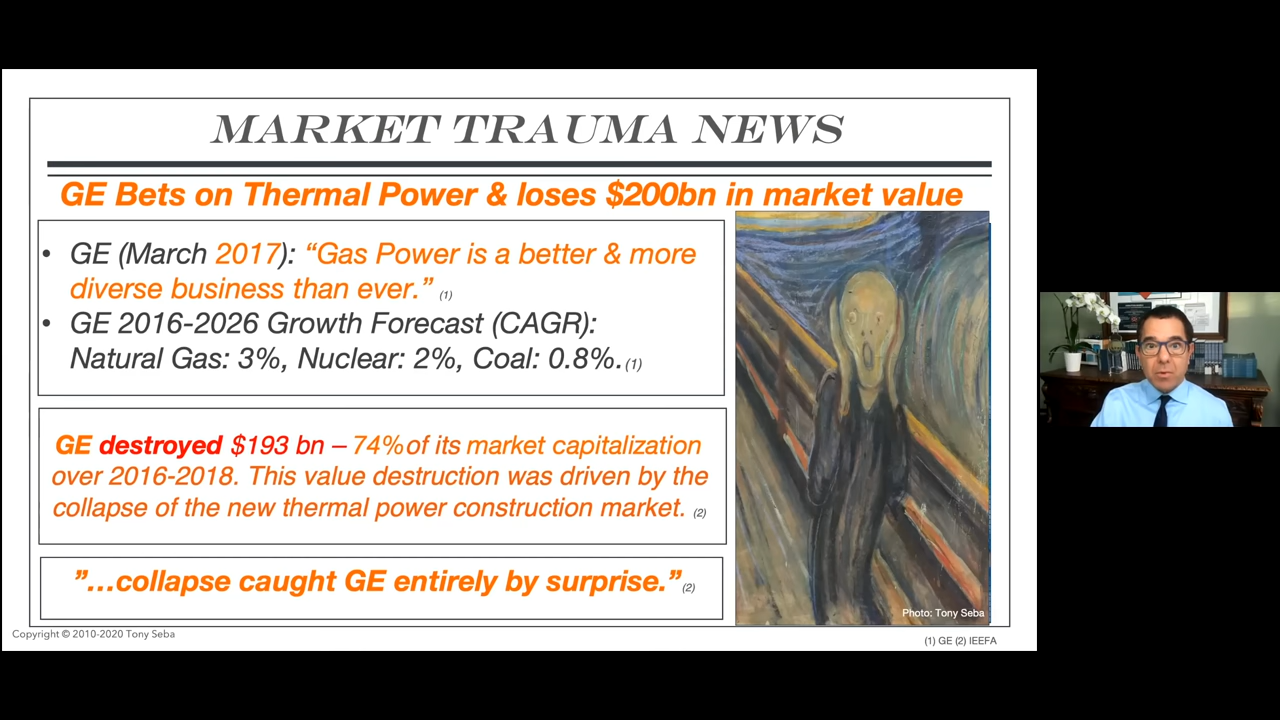 MARKET TRAUMA NEWS
GE Bets on Thermal Power & loses $200bn in market value
• GE (March 2017): “Gas Power is a better & more
diverse business than ever.” (1)
• GE 2016-2026 Growth Forecast (CAGR):
Natural Gas: 3%, Nuclear: 2%, Coal: 0.8%. (1)
GE destroyed $193 bn – 74% of its market capitalization
over 2016-2018. This value destruction was driven by the
collapse of the new thermal power construction market. (2)
”…collapse caught GE entirely by surprise.” (2)
Photo: Tony Seba
Copyright © 2010-2020 Tony Seba
(1) GE (2) IEEFA